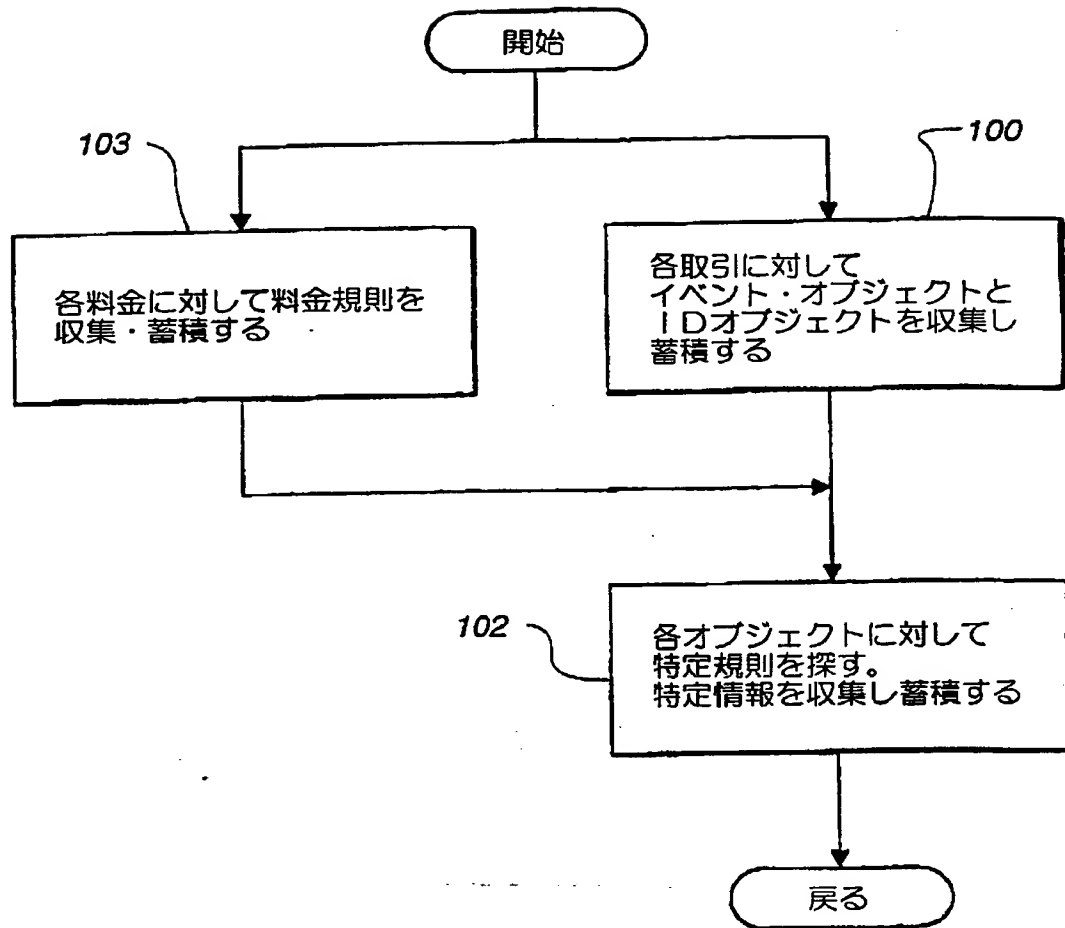 開始
103
100
各料金に対して料金規則を
収集・蓄積する
各取引に対して
イベント・オブジェクトと
IDオブジェクトを収集し
蓄積する
102
各オブジェクトに対して
特定規則を探す。
特定情報を収集し蓄積する
戻る